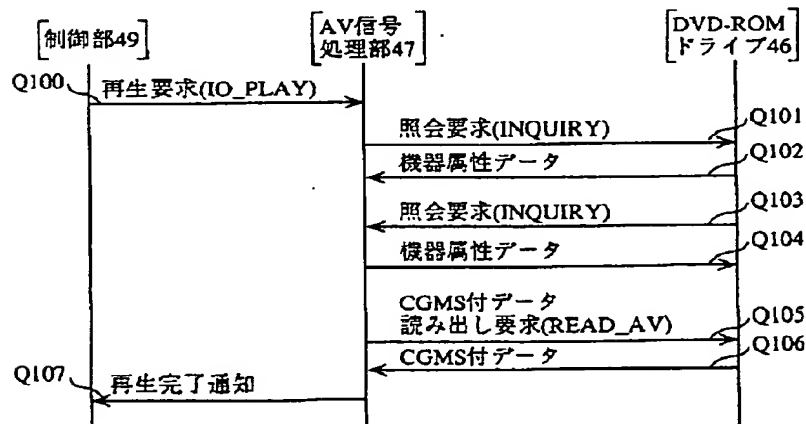 制御部49
AV信号
処理部47
DVD-ROM
ドライブ46
Q100
再生要求(IO_PLAY)
Q101
照会要求(INQUIRY)
Q102
機器属性データ
Q103
照会要求(INQUIRY)
Q104
機器属性データ
CGMS付データ
読み出し要求(READ_AV)
Q105
Q106
CGMS付データ
Q107
再生完了通知